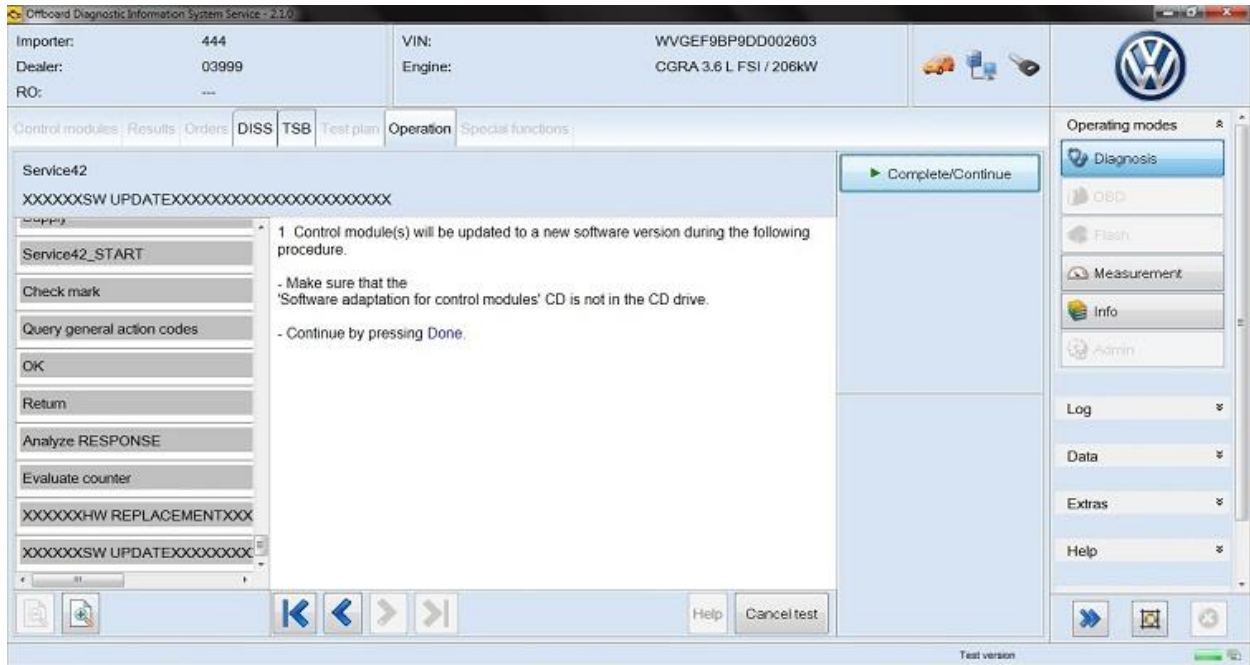 Offboard Diagnostic Information System Service - 2.1.0
Importer: 444 VIN: WVGEF9BP9DD002603
Dealer: 03999 Engine: CGRA 3.6 L FSI / 206kW
RO: ---
Control modules Results Orders DISS TSB Test plan Operation Special functions
Service42
XXXXXXSW UPDATEXXXXXXXXXXXXXXXXXXXXXXX
Complete/Continue
Service42_START
Check mark
Query general action codes
OK
Return
Analyze RESPONSE
Evaluate counter
XXXXXXHW REPLACEMENTXXX
XXXXXXSW UPDATEXXXXXXXXX
1 Control module(s) will be updated to a new software version during the following
procedure.
- Make sure that the
'Software adaptation for control modules' CD is not in the CD drive.
- Continue by pressing Done.
Help Cancel test
Operating modes
Diagnosis
OBD
Flash
Measurement
Info
Admin
Log
Data
Extras
Help
Test version